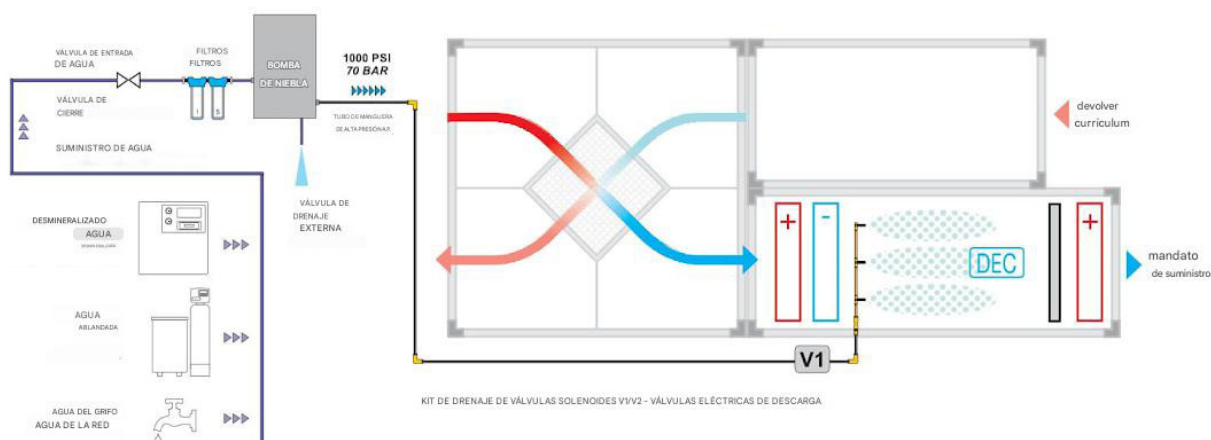 VÁLVULA DE ENTRADA
DE AGUA
FILTROS
FILTROS
BOMBA
DE NIEBLA
1000 PSI
70 BAR
VÁLVULA DE
CIERRE
1
5
TUBO DE MANGUERA
DE ALTA PRESIÓN A.P.
SUMINISTRO DE AGUA
VÁLVULA DE
DRENAJE
EXTERNA
devolver
currículum
DESMINERALIZADO
AGUA
+
-
DEC
+
mandato
de suministro
AGUA
ABLANDADA
V1
KIT DE DRENAJE DE VÁLVULAS SOLENOIDES V1/V2 - VÁLVULAS ELÉCTRICAS DE DESCARGA
AGUA DEL GRIFO
AGUA DE LA RED